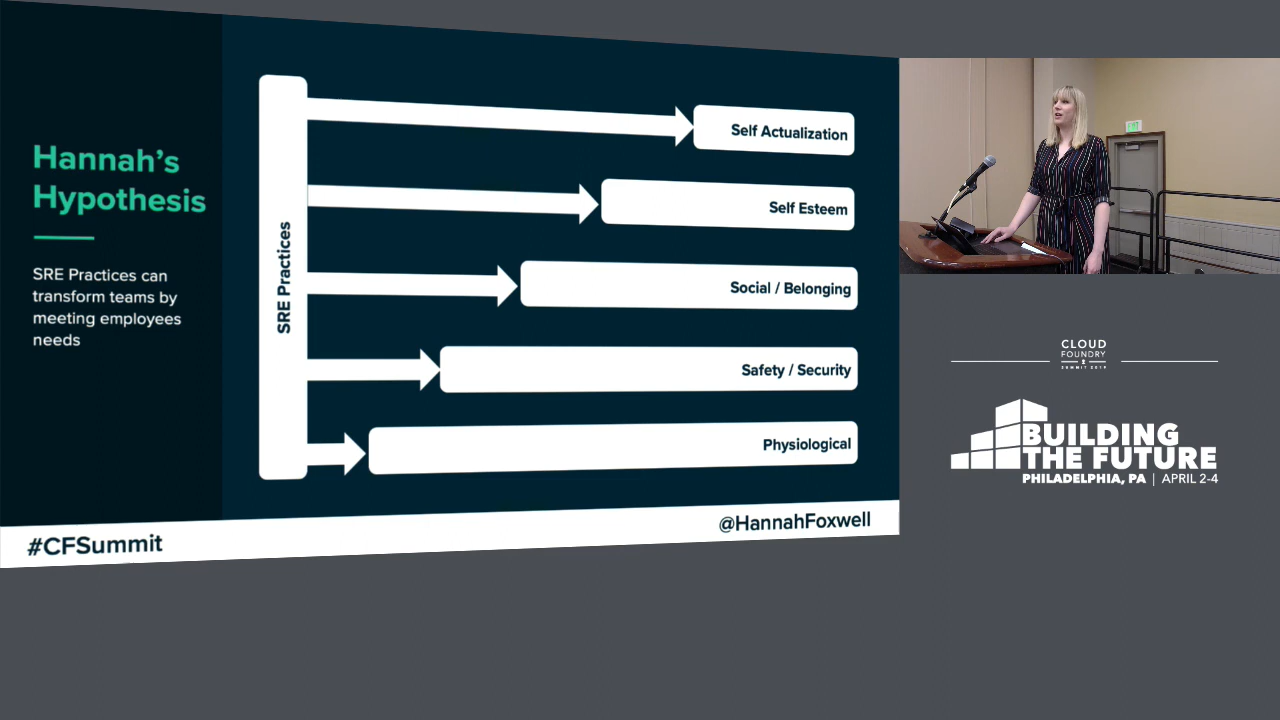 Hannah's
Hypothesis
SRE Practices can
transform teams by
meeting employees
needs
SRE Practices
Self Actualization
Self Esteem
Social / Belonging
Safety / Security
Physiological
#CFSummit
@HannahFoxwell
CLOUD
FOUNDRY
SUMMIT 2019
BUILDING
THE FUTURE
PHILADELPHIA, PA | APRIL 2-4